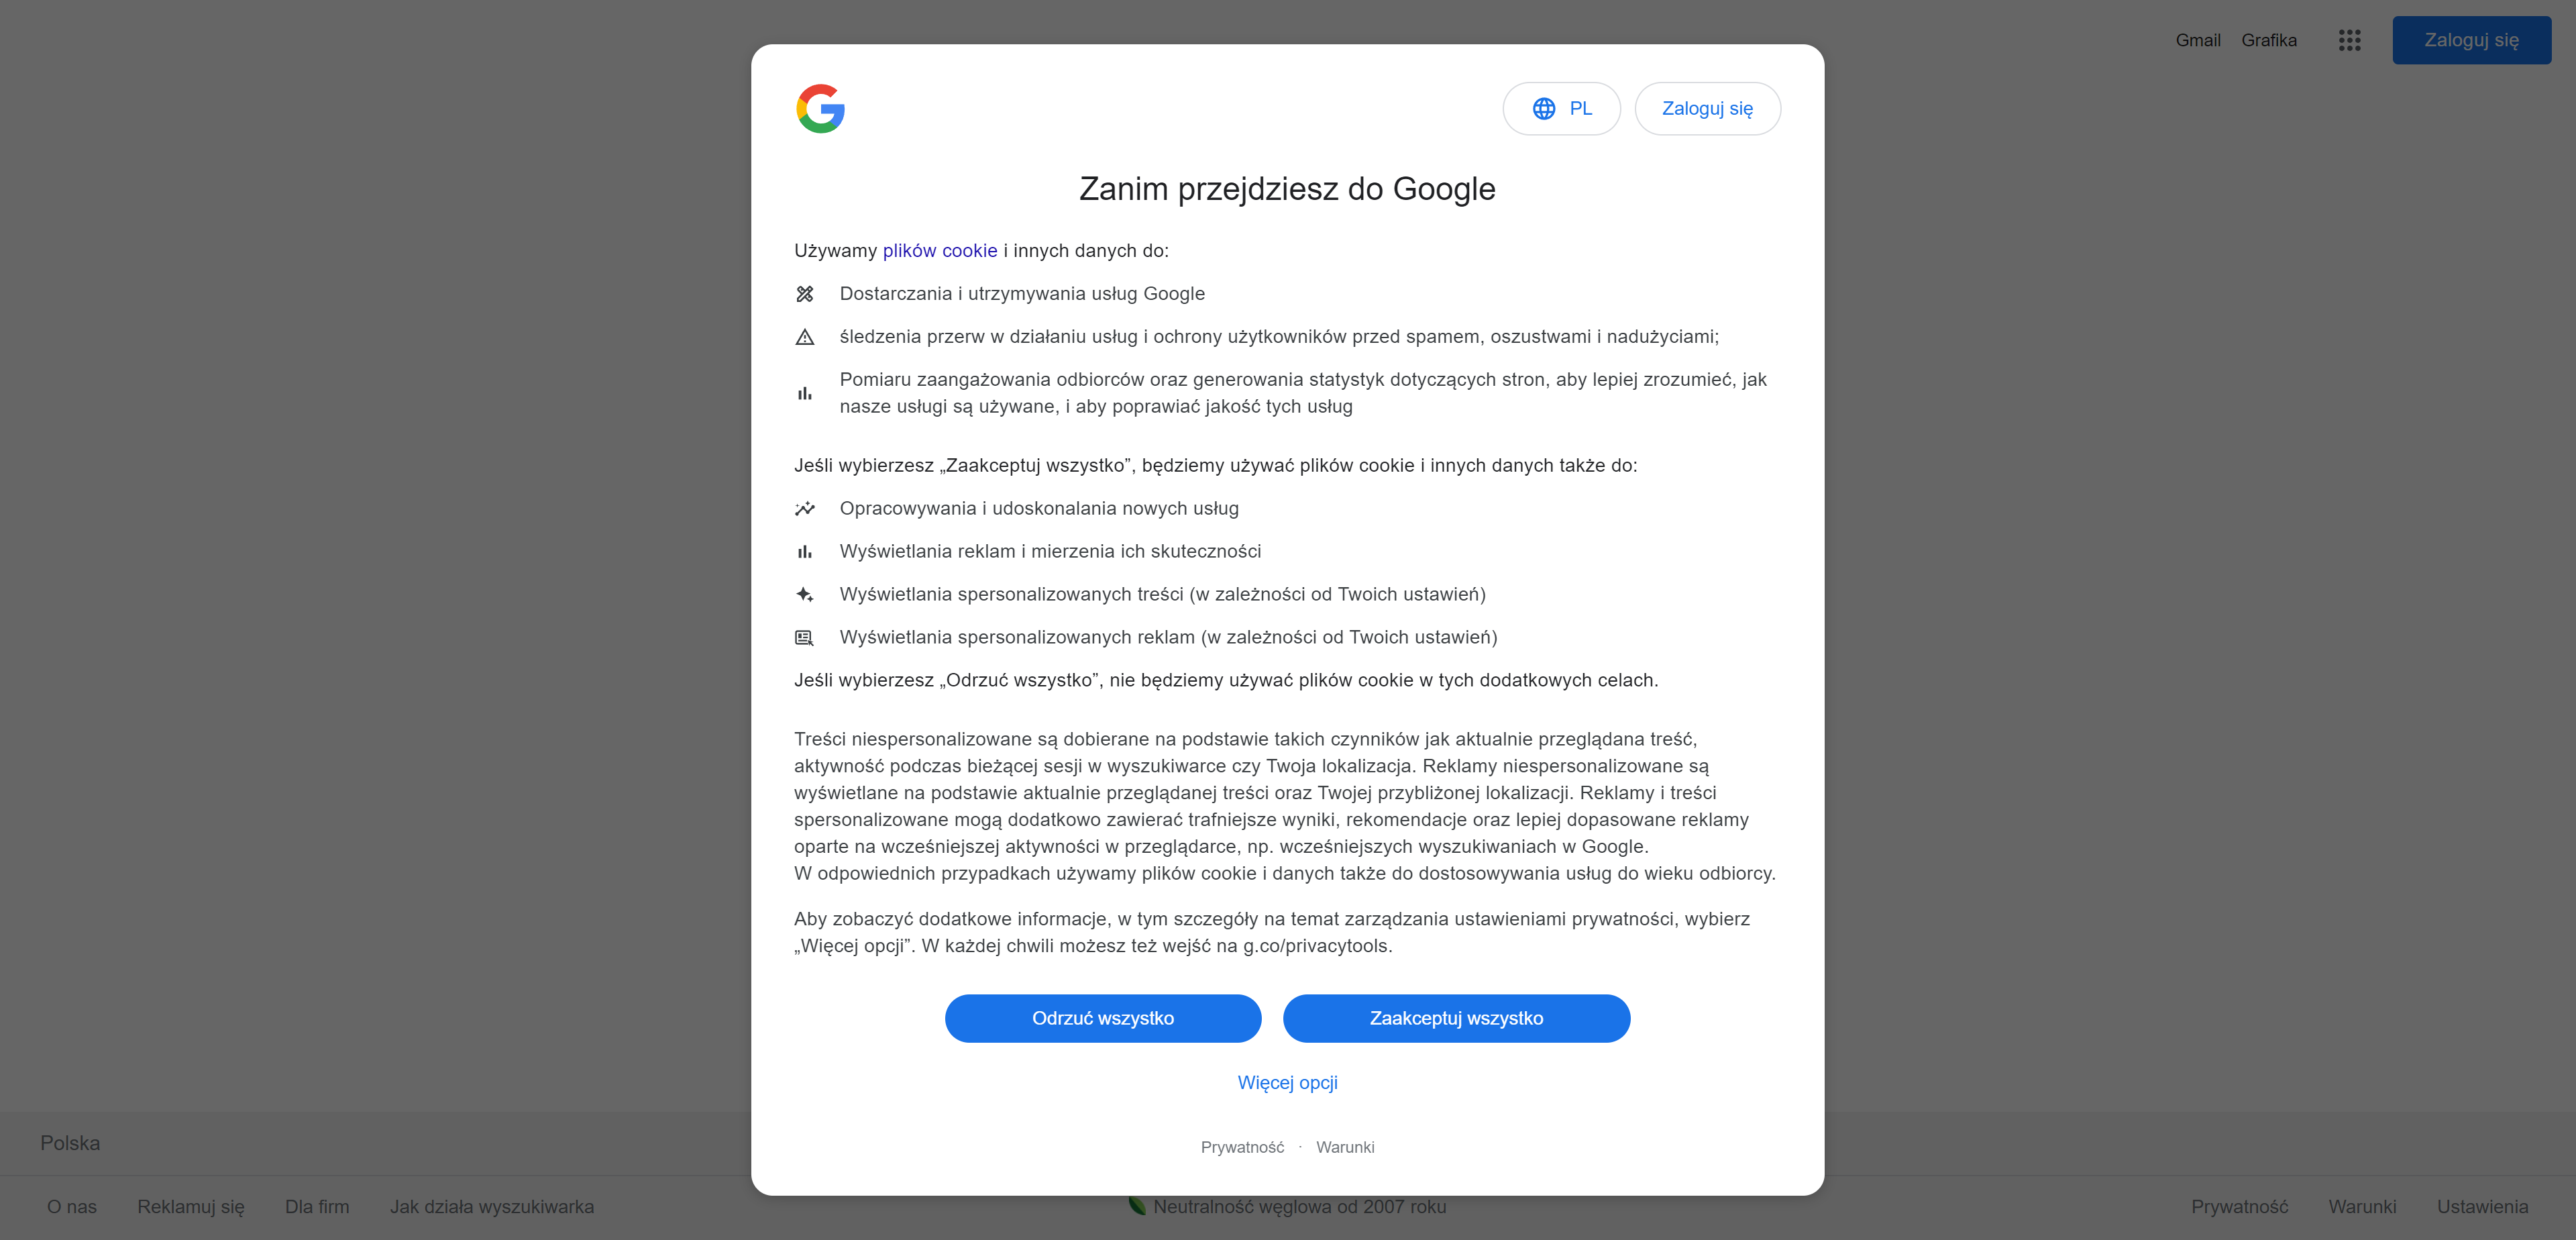 Gmail
Grafika
Zaloguj się
PL
Zaloguj się
Zanim przejdziesz do Google
Używamy plików cookie i innych danych do:
Dostarczania i utrzymywania usług Google
śledzenia przerw w działaniu usług i ochrony użytkowników przed spamem, oszustwami i nadużyciami;
Pomiaru zaangażowania odbiorców oraz generowania statystyk dotyczących stron, aby lepiej zrozumieć, jak
nasze usługi są używane, i aby poprawiać jakość tych usług
Jeśli wybierzesz „Zaakceptuj wszystko”, będziemy używać plików cookie i innych danych także do:
Opracowywania i udoskonalania nowych usług
Wyświetlania reklam i mierzenia ich skuteczności
Wyświetlania spersonalizowanych treści (w zależności od Twoich ustawień)
Wyświetlania spersonalizowanych reklam (w zależności od Twoich ustawień)
Jeśli wybierzesz „Odrzuć wszystko”, nie będziemy używać plików cookie w tych dodatkowych celach.
Treści niespersonalizowane są dobierane na podstawie takich czynników jak aktualnie przeglądana treść,
aktywność podczas bieżącej sesji w wyszukiwarce czy Twoja lokalizacja. Reklamy niespersonalizowane są
wyświetlane na podstawie aktualnie przeglądanej treści oraz Twojej przybliżonej lokalizacji. Reklamy i treści
spersonalizowane mogą dodatkowo zawierać trafniejsze wyniki, rekomendacje oraz lepiej dopasowane reklamy
oparte na wcześniejszej aktywności w przeglądarce, np. wcześniejszych wyszukiwaniach w Google.
W odpowiednich przypadkach używamy plików cookie i danych także do dostosowywania usług do wieku odbiorcy.
Aby zobaczyć dodatkowe informacje, w tym szczegóły na temat zarządzania ustawieniami prywatności, wybierz
„Więcej opcji”. W każdej chwili możesz też wejść na g.co/privacytools.
Odrzuć wszystko
Zaakceptuj wszystko
Więcej opcji
Prywatność · Warunki
Polska
O nas
Reklamuj się
Dla firm
Jak działa wyszukiwarka
Neutralność węglowa od 2007 roku
Prywatność
Warunki
Ustawienia